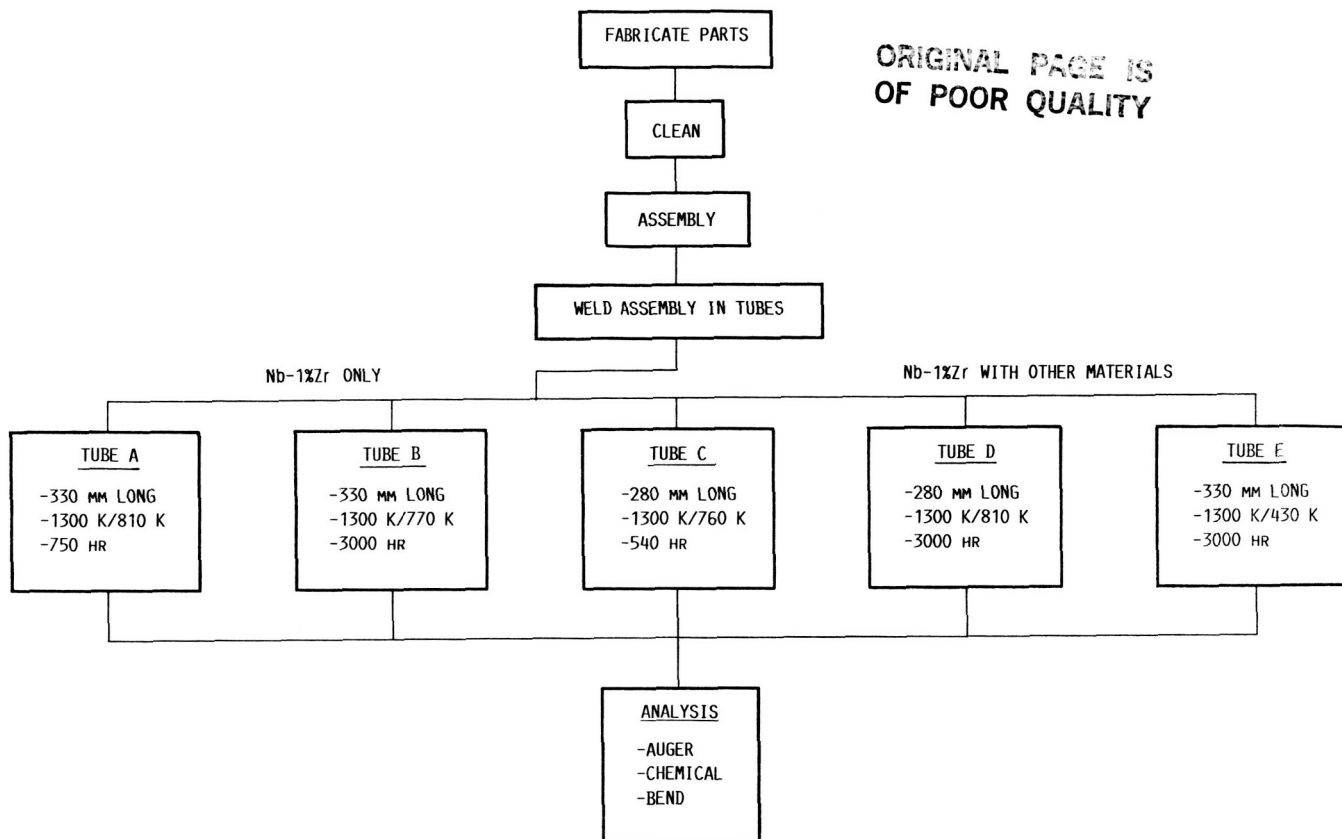 FABRICATE PARTS
ORIGINAL PAGE IS
OF POOR QUALITY
CLEAN
ASSEMBLY
WELD ASSEMBLY IN TUBES
Nb-1%Zr ONLY
Nb-1%Zr WITH OTHER MATERIALS
TUBE A
-330 MM LONG
-1300 K/810 K
-750 HR
TUBE B
-330 MM LONG
-1300 K/770 K
-3000 HR
TUBE C
-280 MM LONG
-1300 K/760 K
-540 HR
TUBE D
-280 MM LONG
-1300 K/810 K
-3000 HR
TUBE E
-330 MM LONG
-1300 K/430 K
-3000 HR
ANALYSIS
-AUGER
-CHEMICAL
-BEND